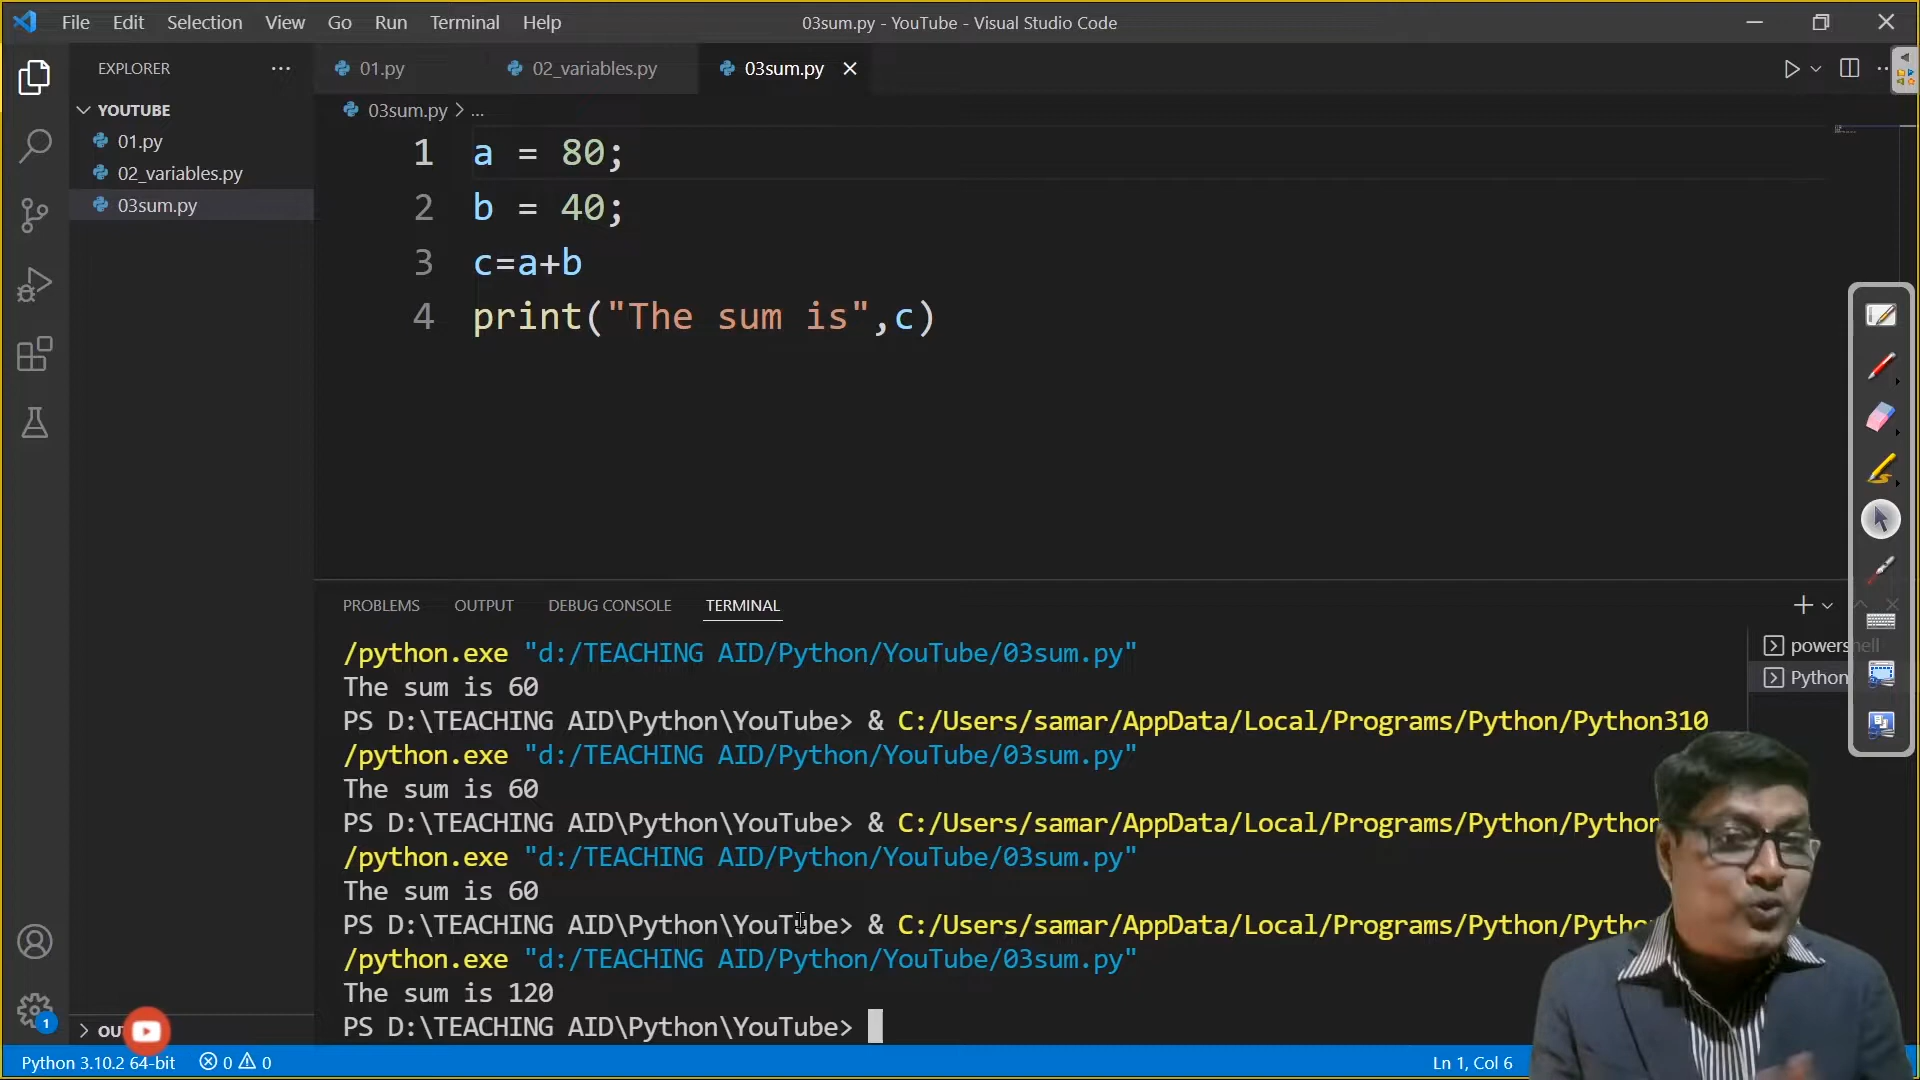 File Edit Selection View Go Run Terminal Help
03sum.py - YouTube - Visual Studio Code
EXPLORER
01.py
02_variables.py
03sum.py
YOUTUBE
01.py
02_variables.py
03sum.py
03sum.py > ...
1 a = 80;
2 b = 40;
3 c=a+b
4 print("The sum is",c)
PROBLEMS OUTPUT DEBUG CONSOLE TERMINAL
powershell
Python
/python.exe "d:/TEACHING AID/Python/YouTube/03sum.py"
The sum is 60
PS D:\TEACHING AID\Python\YouTube> & C:/Users/samar/AppData/Local/Programs/Python/Python310
/python.exe "d:/TEACHING AID/Python/YouTube/03sum.py"
The sum is 60
PS D:\TEACHING AID\Python\YouTube> & C:/Users/samar/AppData/Local/Programs/Python/Python
/python.exe "d:/TEACHING AID/Python/YouTube/03sum.py"
The sum is 60
PS D:\TEACHING AID\Python\YouTube> & C:/Users/samar/AppData/Local/Programs/Python/Pytho
/python.exe "d:/TEACHING AID/Python/YouTube/03sum.py"
The sum is 120
PS D:\TEACHING AID\Python\YouTube>
1
Python 3.10.2 64-bit 0 0
Ln 1, Col 6